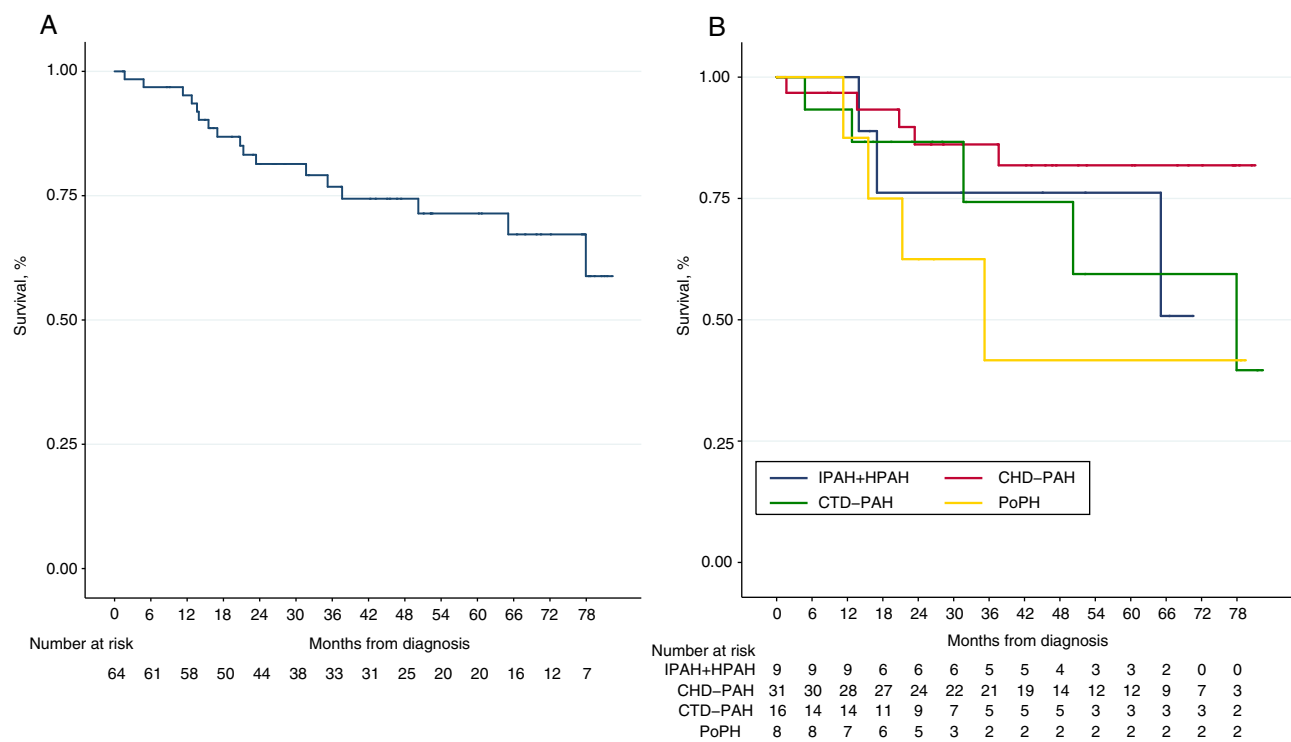 A
1.00
0.75
0.50
0.25
0.00
Survival, %
0 6 12 18 24 30 36 42 48 54 60 66 72 78
Number at risk
Months from diagnosis
64 61 58 50 44 38 33 31 25 20 20 16 12 7
B
1.00
0.75
0.50
0.25
0.00
Survival, %
IPAH+HPAH CHD–PAH
CTD–PAH PoPH
0 6 12 18 24 30 36 42 48 54 60 66 72 78
Months from diagnosis
Number at risk
IPAH+HPAH 9 9 9 6 6 6 5 5 4 3 3 2 0 0
CHD–PAH 31 30 28 27 24 22 21 19 14 12 12 9 7 3
CTD–PAH 16 14 14 11 9 7 5 5 5 3 3 3 3 2
PoPH 8 8 7 6 5 3 2 2 2 2 2 2 2 2